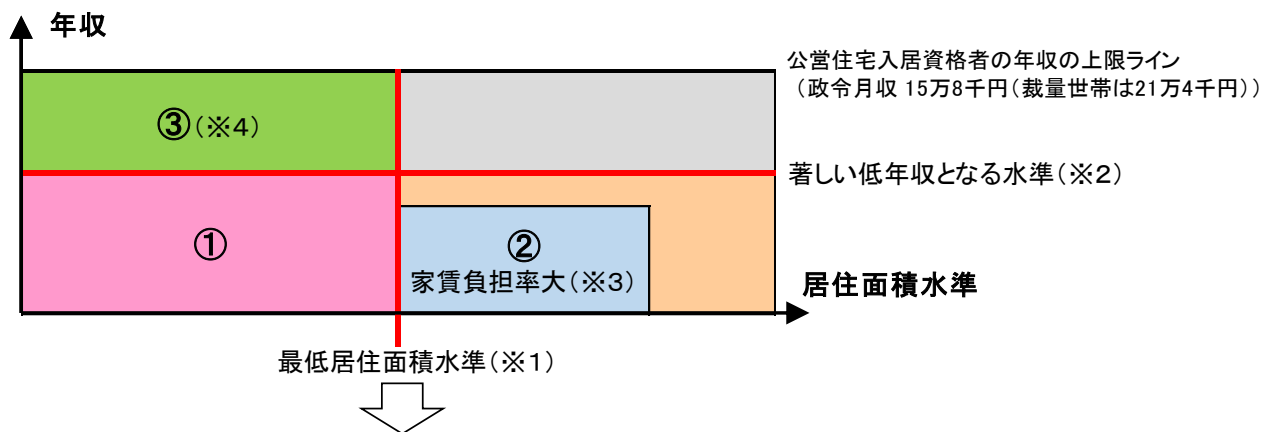 年収
公営住宅入居資格者の年収の上限ライン
(政令月収 15万8千円(裁量世帯は21万4千円))
③(※4)
著しい低年収となる水準(※2)
①
②
家賃負担率大(※3)
居住面積水準
最低居住面積水準(※1)